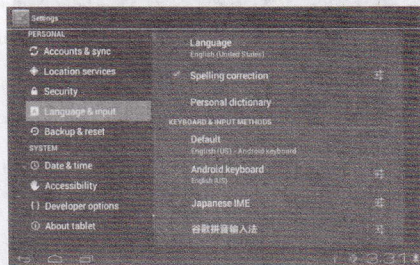 Settings
PERSONAL
Accounts & sync
Location services
Security
Language & input
Backup & reset
SYSTEM
Date & time
Accessibility
Developer options
About tablet
Language
English (United States)
Spelling correction
Personal dictionary
KEYBOARD & INPUT METHODS
Default
English (US) - Android keyboard
Android keyboard
English (US)
Japanese IME
谷歌拼音输入法
3:31